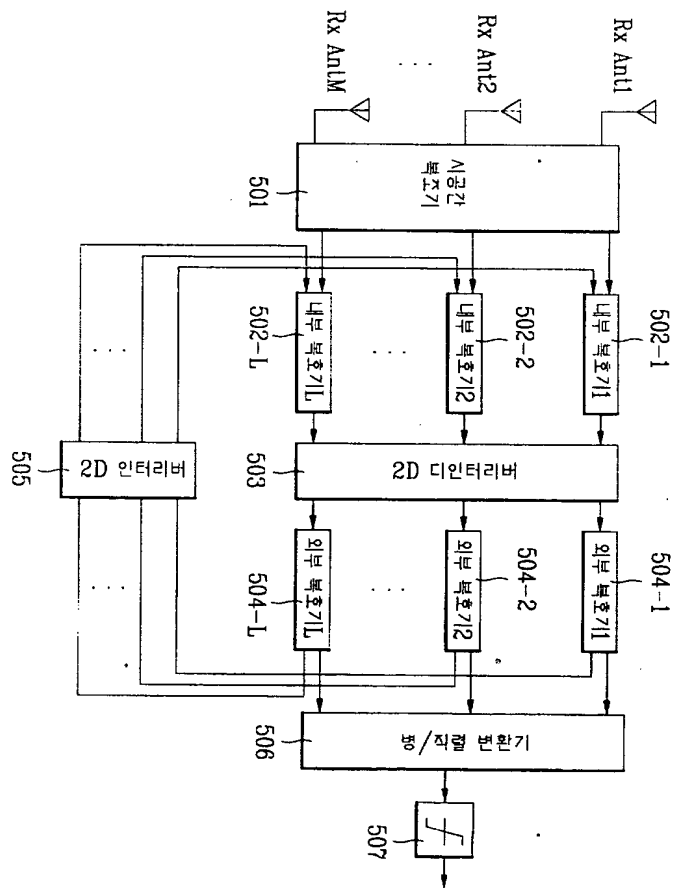 Rx Ant1
Rx Ant2
. . .
Rx AntM
시공간
복조기
501
내부 복호기1
502-1
내부 복호기2
502-2
. . .
내부 복호기L
502-L
2D 디인터리버
503
외부 복호기1
504-1
외부 복호기2
504-2
. . .
외부 복호기L
504-L
. . .
2D 인터리버
505
. . .
병/직렬 변환기
506
507